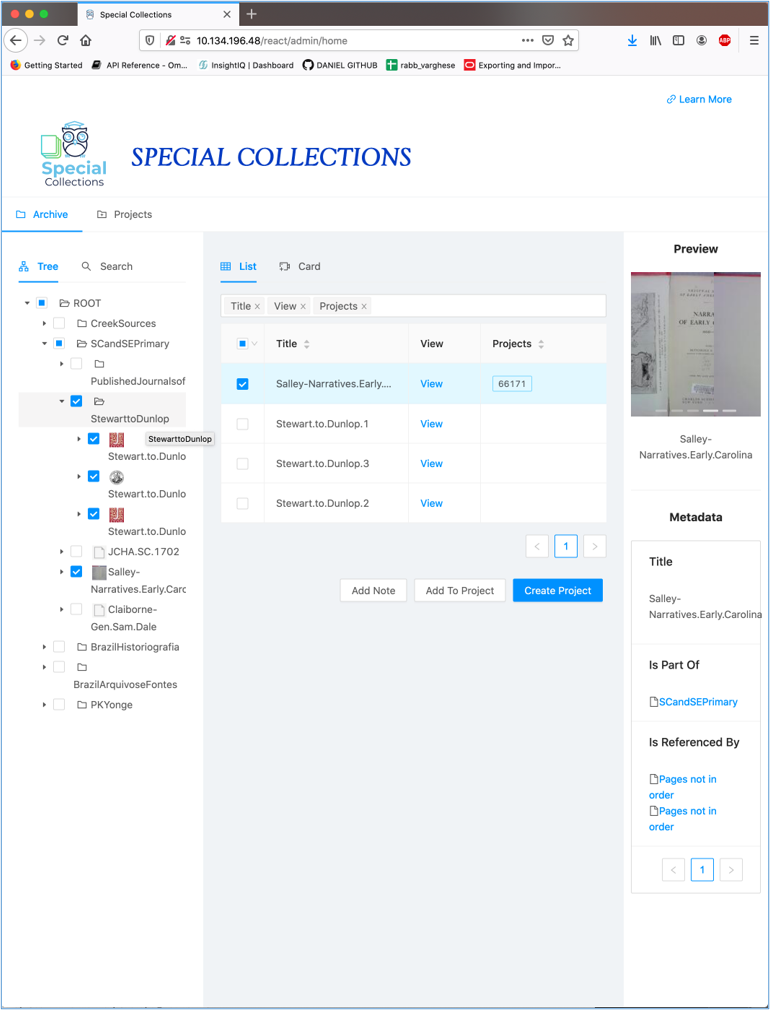 Special Collections
10.134.196.48/react/admin/home
ABP
Getting Started
API Reference - Om...
InsightIQ | Dashboard
DANIEL GITHUB
rabb_varghese
Exporting and Impor...
Learn More
Special
Collections
SPECIAL COLLECTIONS
Archive
Projects
Tree
Search
ROOT
CreekSources
SCandSEPrimary
PublishedJournalsof
StewarttoDunlop
Stewart.to.Dunlo
StewarttoDunlop
Stewart.to.Dunlo
Stewart.to.Dunlo
JCHA.SC.1702
Salley-
Narratives.Early.Carc
Claiborne-
Gen.Sam.Dale
BrazilHistoriografia
BrazilArquivoseFontes
PKYonge
List
Card
Title
View
Projects
Title
View
Projects
Salley-Narratives.Early....
View
66171
Stewart.to.Dunlop.1
View
Stewart.to.Dunlop.3
View
Stewart.to.Dunlop.2
View
1
Add Note
Add To Project
Create Project
Preview
NARRA
OF EARLY
Salley-
Narratives.Early.Carolina
Metadata
Title
Salley-
Narratives.Early.Carolina
Is Part Of
SCandSEPrimary
Is Referenced By
Pages not in
order
Pages not in
order
1